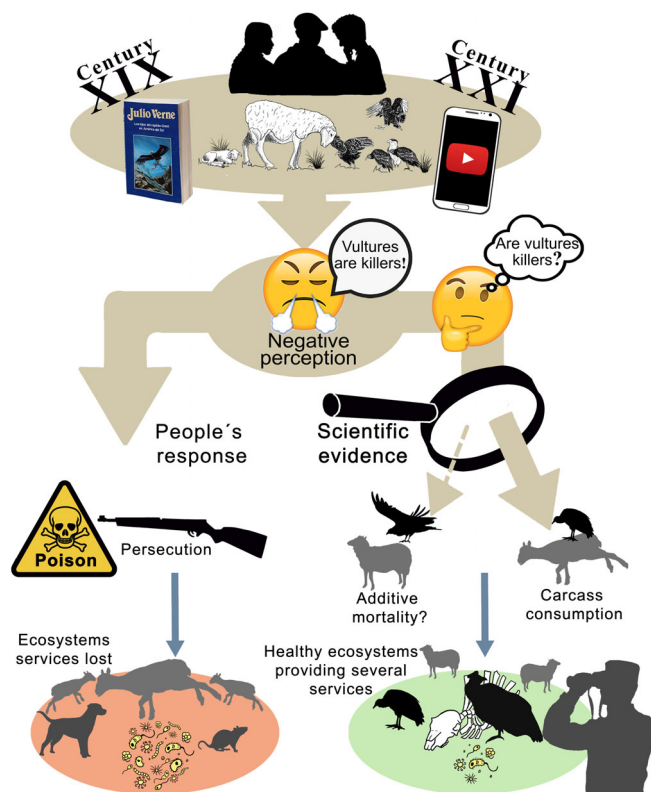 Century
XIX
Century
XXI
Julio Verne
Vultures
are killers!
Are vultures
killers?
Negative
perception
People´s
response
Scientific
evidence
Poison
Persecution
Additive
mortality?
Carcass
consumption
Ecosystems
services lost
Healthy ecosystems
providing several
services